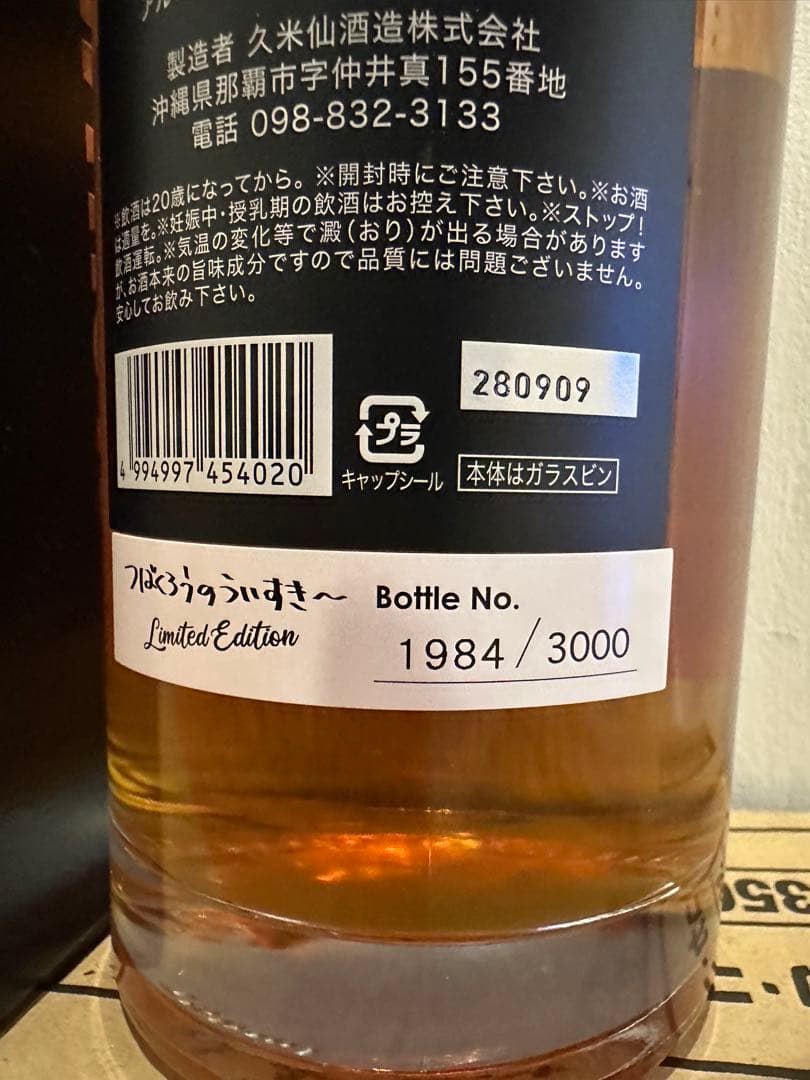 アルコ
製造者 久米仙酒造株式会社
沖縄県那覇市字仲井真155番地
電話 098-832-3133
※飲酒は20歳になってから。※開封時にご注意下さい。※お酒
は適量を。※妊娠中・授乳期の飲酒はお控え下さい。※ストップ!
飲酒運転。※気温の変化等で澱(おり)が出る場合があります
が、お酒本来の旨味成分ですので品質には問題ございません。
安心してお飲み下さい。
4 994997 454020
プラ
キャップシール
280909
本体はガラスビン
つばくろうのうぃすき〜
Limited Edition
Bottle No.
1984/3000
350